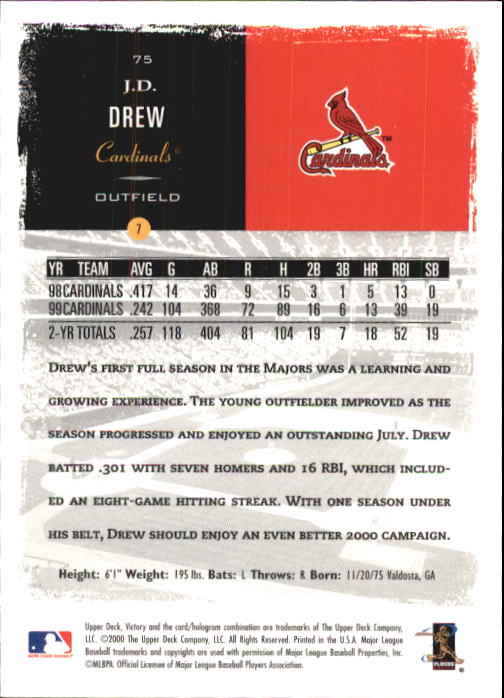 75
J.D.
DREW
Cardinals©
OUTFIELD
Cardinals™
7
YR TEAM AVG G AB R H 2B 3B HR RBI SB
98 CARDINALS .417 14 36 9 15 3 1 5 13 0
99 CARDINALS .242 104 368 72 89 16 6 13 39 19
2-YR TOTALS .257 118 404 81 104 19 7 18 52 19
DREW'S FIRST FULL SEASON IN THE MAJORS WAS A LEARNING AND
GROWING EXPERIENCE. THE YOUNG OUTFIELDER IMPROVED AS THE
SEASON PROGRESSED AND ENJOYED AN OUTSTANDING JULY. DREW
BATTED .301 WITH SEVEN HOMERS AND 16 RBI, WHICH INCLUD-
ED AN EIGHT-GAME HITTING STREAK. WITH ONE SEASON UNDER
HIS BELT, DREW SHOULD ENJOY AN EVEN BETTER 2000 CAMPAIGN.
Height: 6'1" Weight: 195 lbs. Bats: L Throws: R Born: 11/20/75 Valdosta, GA
Upper Deck, Victory and the card/hologram combination are trademarks of The Upper Deck Company,
LLC. ©2000 The Upper Deck Company, LLC. All Rights Reserved. Printed in the U.S.A. Major League
Baseball trademarks and copyrights are used with permission of Major League Baseball Properties, Inc.
©MLBPA. Official Licensee of Major League Baseball Players Association.
MAJOR LEAGUE BASEBALL
PLAYERS